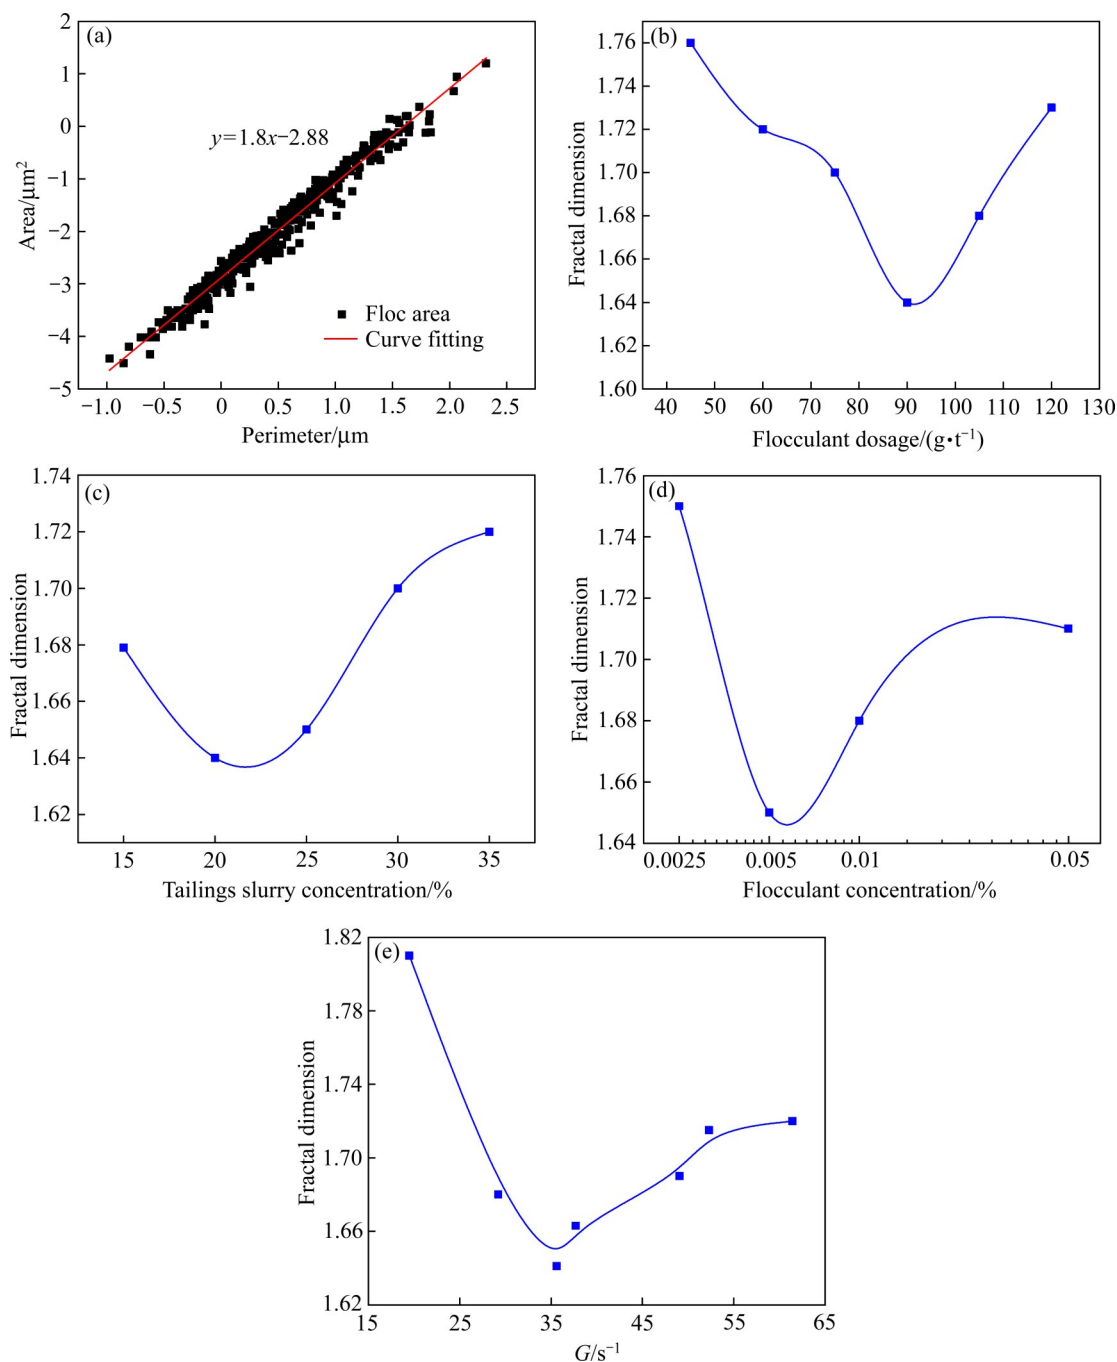 (a)
2
1
0
−1
−2
−3
−4
−5
Area/μm²
y=1.8x−2.88
Floc area
Curve fitting
−1.0 −0.5 0 0.5 1.0 1.5 2.0 2.5
Perimeter/μm
(b)
1.76
1.74
1.72
1.70
1.68
1.66
1.64
1.62
1.60
Fractal dimension
40 50 60 70 80 90 100 110 120 130
Flocculant dosage/(g•t⁻¹)
(c)
1.74
1.72
1.70
1.68
1.66
1.64
1.62
Fractal dimension
15 20 25 30 35
Tailings slurry concentration/%
(d)
1.76
1.74
1.72
1.70
1.68
1.66
1.64
Fractal dimension
0.0025 0.005 0.01 0.05
Flocculant concentration/%
(e)
1.82
1.78
1.74
1.70
1.66
1.62
Fractal dimension
15 25 35 45 55 65
G/s⁻¹